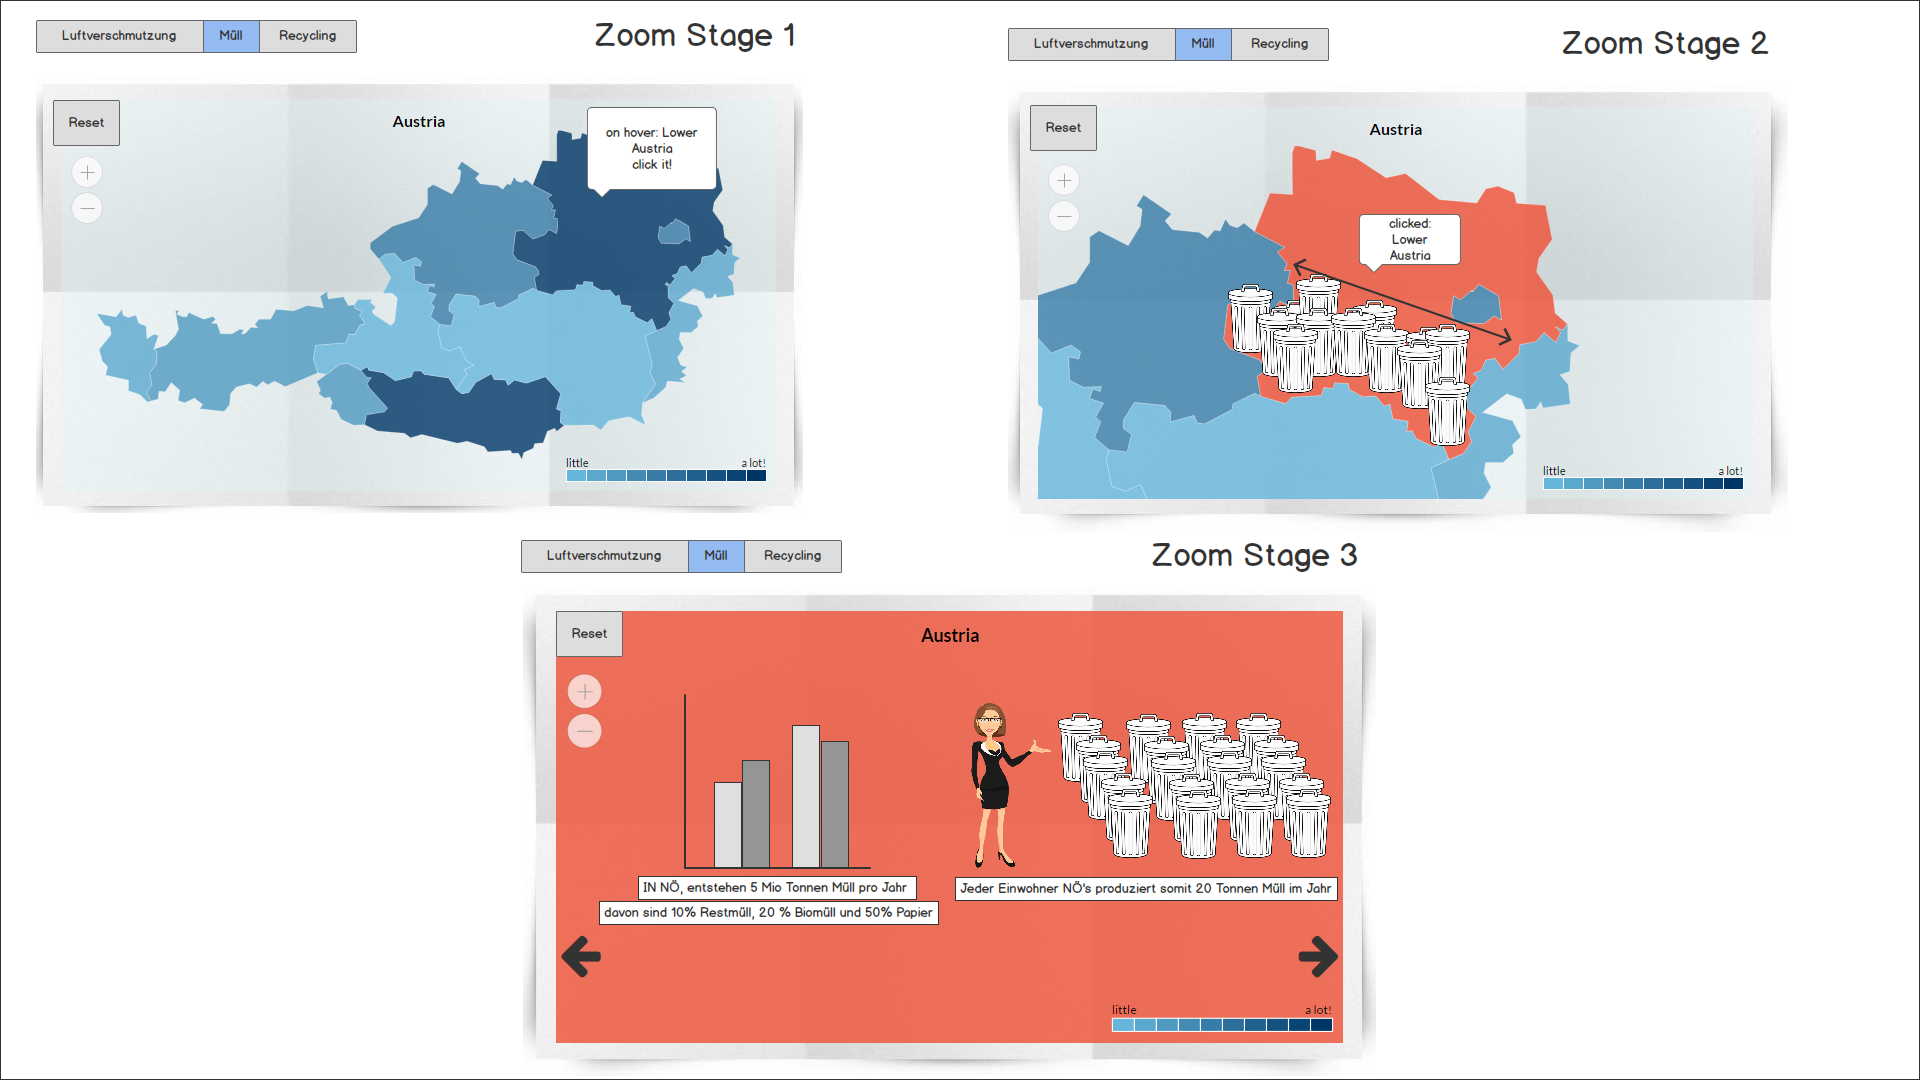 Luftverschmutzung Müll Recycling
Zoom Stage 1
Reset
Austria
on hover: Lower
Austria
click it!
little a lot!
Luftverschmutzung Müll Recycling
Zoom Stage 2
Reset
Austria
clicked:
Lower
Austria
little a lot!
Luftverschmutzung Müll Recycling
Zoom Stage 3
Reset
Austria
IN NÖ, entstehen 5 Mio Tonnen Müll pro Jahr
davon sind 10% Restmüll, 20 % Biomüll und 50% Papier
Jeder Einwohner NÖ's produziert somit 20 Tonnen Müll im Jahr
little a lot!